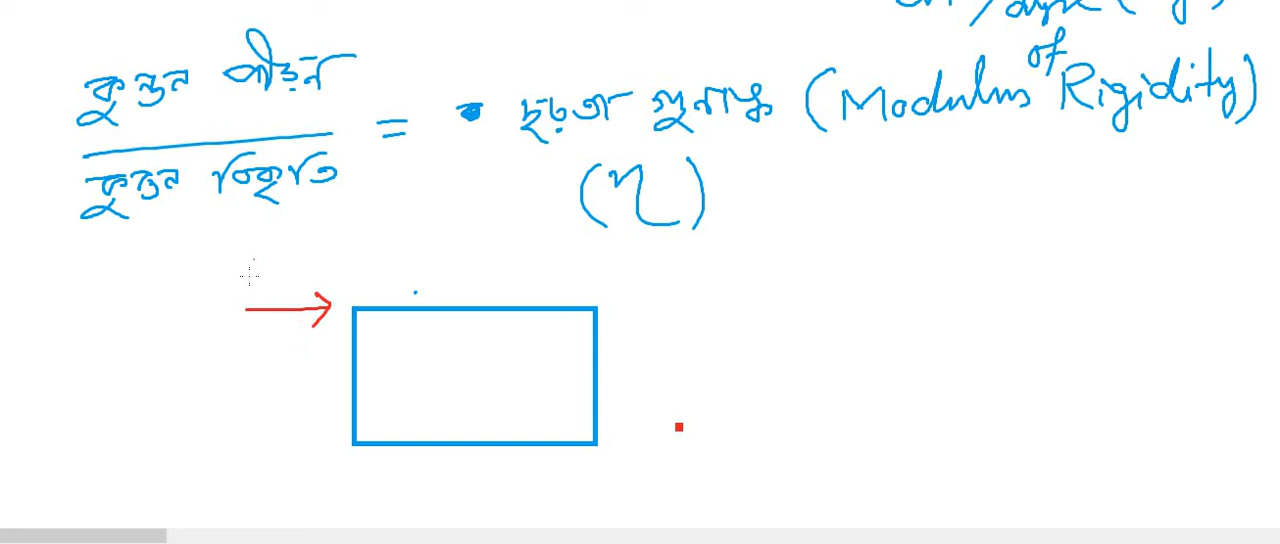 কৃন্তন পীড়ন
কৃন্তন বিকৃতি
= দৃঢ়তা গুনাঙ্ক (Modulus of Rigidity)
(η)